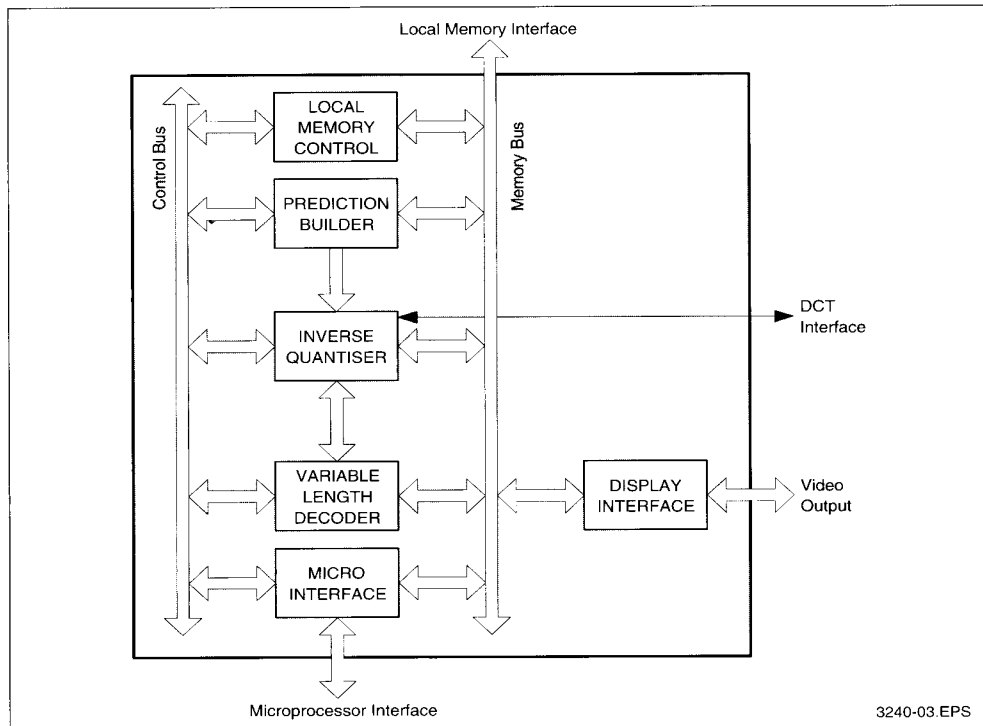 Local Memory Interface
Control Bus
LOCAL
MEMORY
CONTROL
Memory Bus
PREDICTION
BUILDER
INVERSE
QUANTISER
DCT
Interface
VARIABLE
LENGTH
DECODER
DISPLAY
INTERFACE
Video
Output
MICRO
INTERFACE
Microprocessor Interface
3240-03.EPS